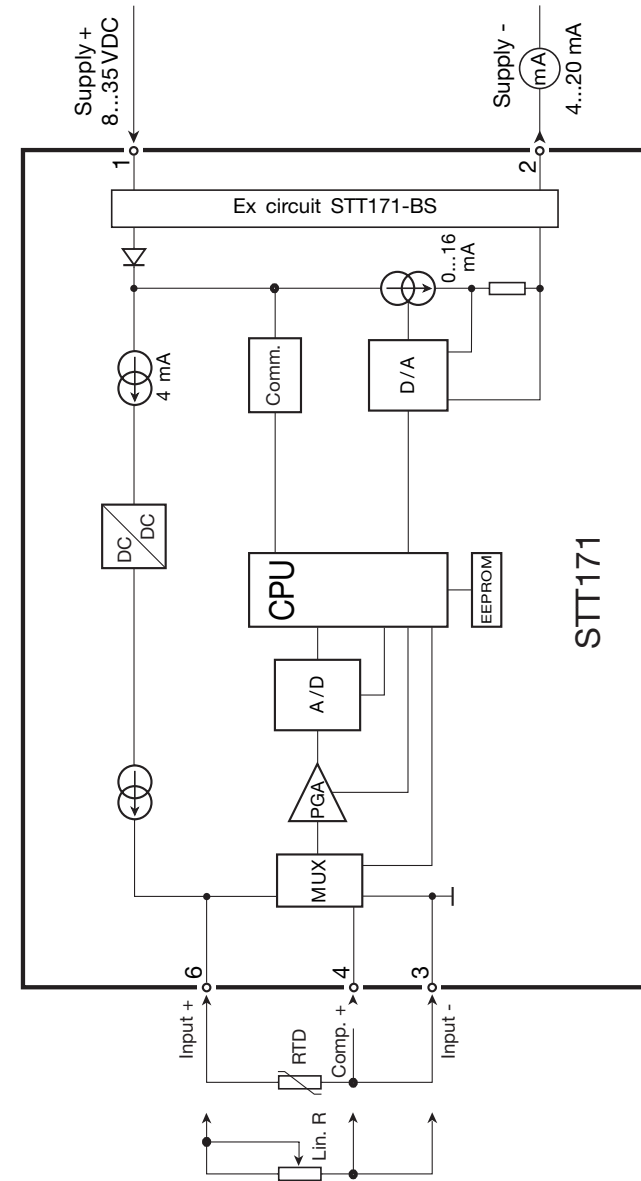 Supply +
8...35 VDC
Supply -
mA
4...20 mA
1
2
Ex circuit STT171-BS
0...16
mA
4 mA
Comm.
D/A
DC
DC
CPU
EEPROM
STT171
A/D
PGA
MUX
6
4
3
Input +
RTD
Comp. +
Input -
Lin. R